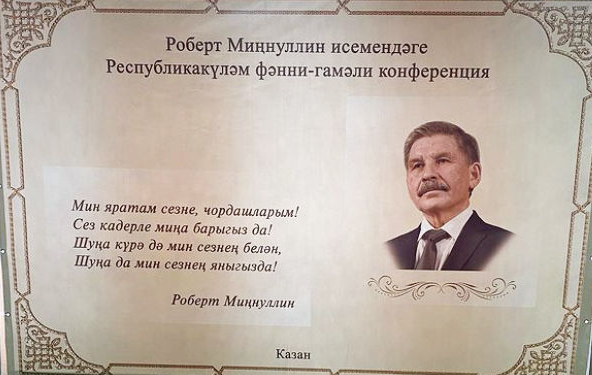 Роберт Миңнуллин исемендәге
Республикакүләм фәнни-гамәли конференция
Мин яратам сезне, чордашларым!
Сез кадерле миңа барыгыз да!
Шуңа күрә дә мин сезнең белән,
Шуңа да мин сезнең яныгызда!
Роберт Миңнуллин
Казан